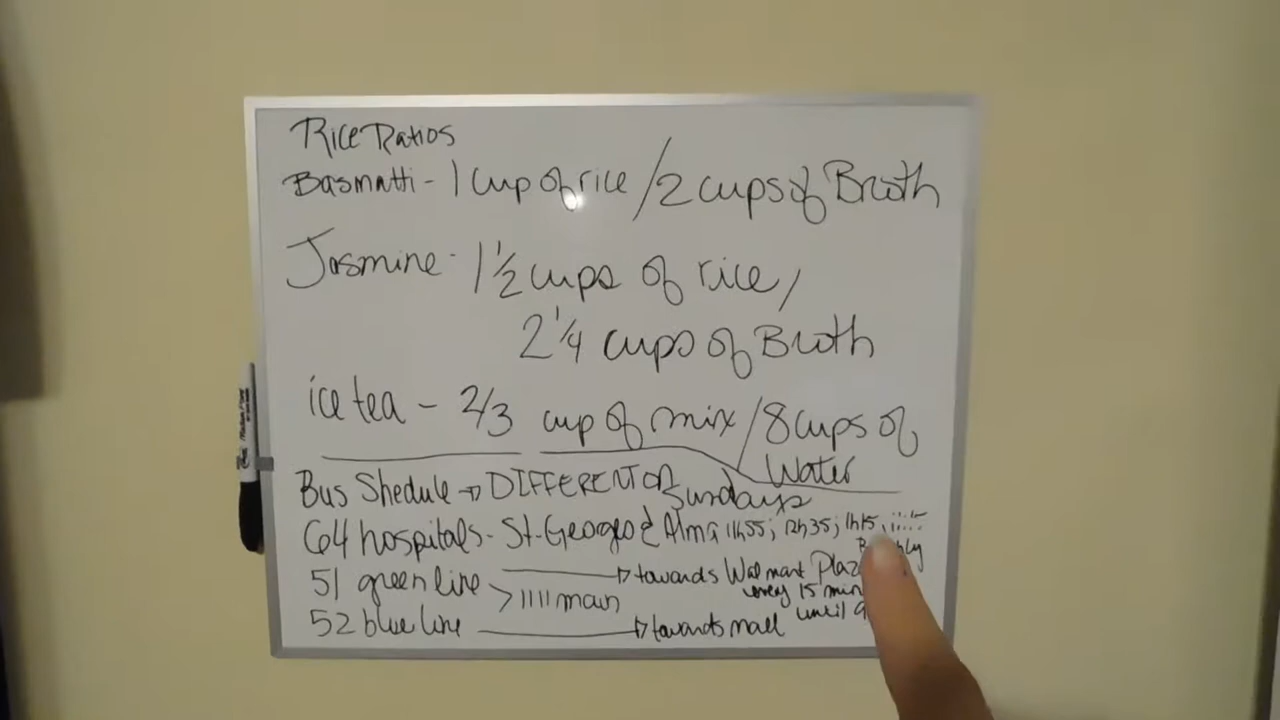 Rice Ratios
Basmatti - 1 cup of rice / 2 cups of Broth
Jasmine - 1 1/2 cups of rice /
2 1/4 cups of Broth
ice tea - 2/3 cup of mix / 8 cups of
Water
Bus Shedule → DIFFERENT on
Sundays
64 hospitals - St-George & Alma 11h55; 12h35; 1h15;
51 green line → towards Walmart
> 1111 main every 15 min
until
52 blue line → towards mall